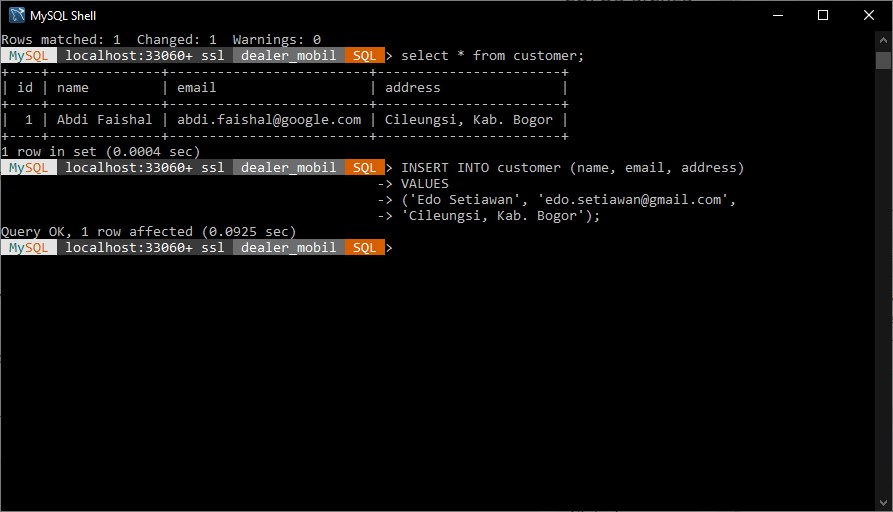 MySQL Shell
Rows matched: 1  Changed: 1  Warnings: 0
MySQL  localhost:33060+ ssl  dealer_mobil  SQL > select * from customer;
+----+--------------+-------------------------+----------------------+
| id | name         | email                   | address              |
+----+--------------+-------------------------+----------------------+
|  1 | Abdi Faishal | abdi.faishal@google.com | Cileungsi, Kab. Bogor |
+----+--------------+-------------------------+----------------------+
1 row in set (0.0004 sec)
MySQL  localhost:33060+ ssl  dealer_mobil  SQL > INSERT INTO customer (name, email, address)
-> VALUES
-> ('Edo Setiawan', 'edo.setiawan@gmail.com',
-> 'Cileungsi, Kab. Bogor');
Query OK, 1 row affected (0.0925 sec)
MySQL  localhost:33060+ ssl  dealer_mobil  SQL >